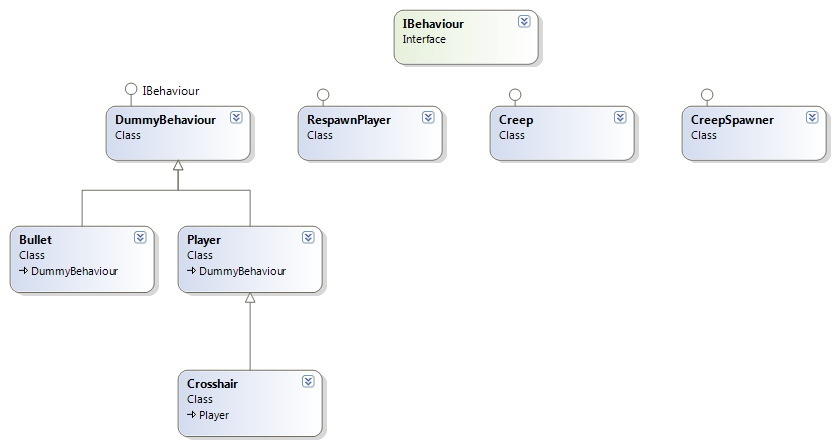 IBehaviour
Interface
IBehaviour
DummyBehaviour
Class
RespawnPlayer
Class
Creep
Class
CreepSpawner
Class
Bullet
Class
DummyBehaviour
Player
Class
DummyBehaviour
Crosshair
Class
Player